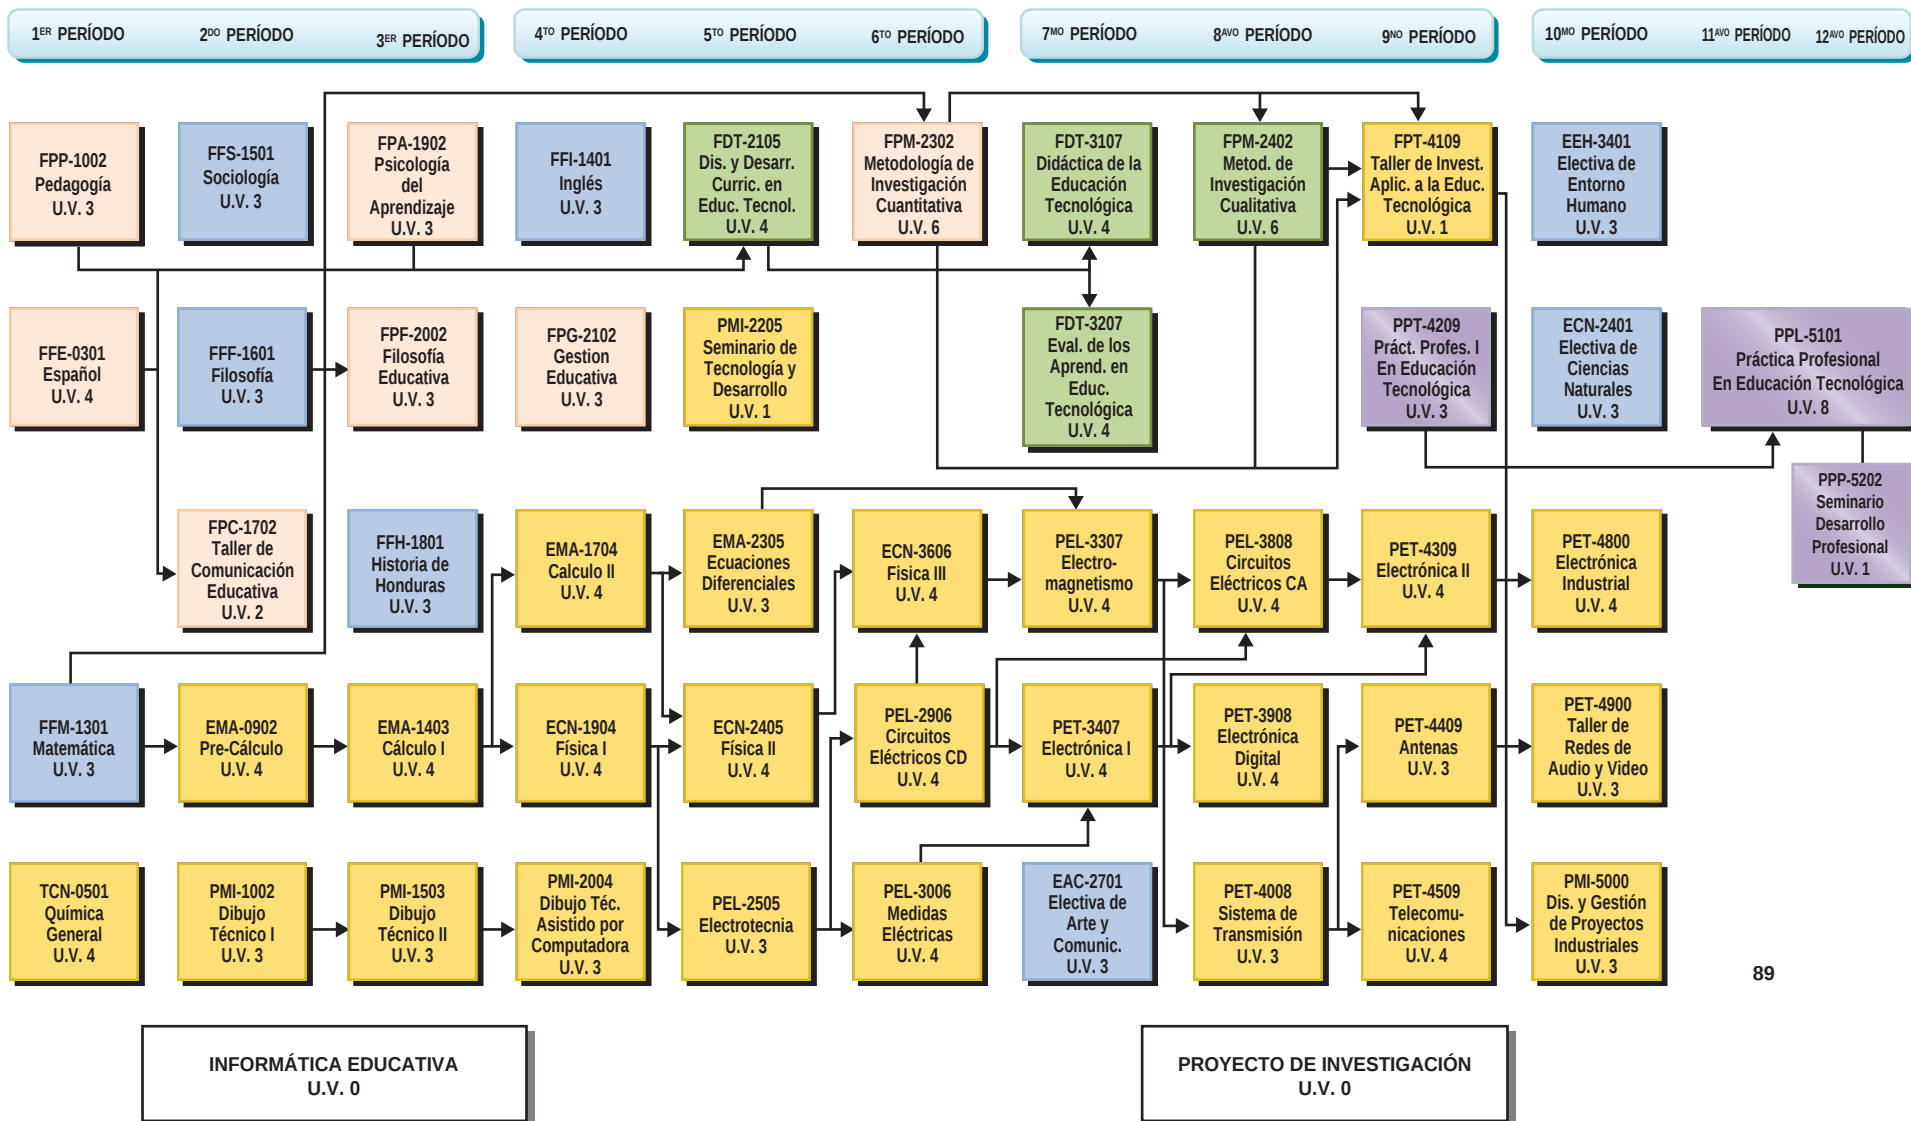 1ER PERÍODO
2DO PERÍODO
3ER PERÍODO
4TO PERÍODO
5TO PERÍODO
6TO PERÍODO
7MO PERÍODO
8AVO PERÍODO
9NO PERÍODO
10MO PERÍODO
11AVO PERÍODO
12AVO PERÍODO
FPP-1002
Pedagogía
U.V. 3
FFS-1501
Sociología
U.V. 3
FPA-1902
Psicología
del
Aprendizaje
U.V. 3
FFI-1401
Inglés
U.V. 3
FDT-2105
Dis. y Desarr.
Curric. en
Educ. Tecnol.
U.V. 4
FPM-2302
Metodología de
Investigación
Cuantitativa
U.V. 6
FDT-3107
Didáctica de la
Educación
Tecnológica
U.V. 4
FPM-2402
Metod. de
Investigación
Cualitativa
U.V. 6
FPT-4109
Taller de Invest.
Aplic. a la Educ.
Tecnológica
U.V. 1
EEH-3401
Electiva de
Entorno
Humano
U.V. 3
FFE-0301
Español
U.V. 4
FFF-1601
Filosofía
U.V. 3
FPF-2002
Filosofía
Educativa
U.V. 3
FPG-2102
Gestion
Educativa
U.V. 3
PMI-2205
Seminario de
Tecnología y
Desarrollo
U.V. 1
FDT-3207
Eval. de los
Aprend. en
Educ.
Tecnológica
U.V. 4
PPT-4209
Práct. Profes. I
En Educación
Tecnológica
U.V. 3
ECN-2401
Electiva de
Ciencias
Naturales
U.V. 3
PPL-5101
Práctica Profesional
En Educación Tecnológica
U.V. 8
PPP-5202
Seminario
Desarrollo
Profesional
U.V. 1
FPC-1702
Taller de
Comunicación
Educativa
U.V. 2
FFH-1801
Historia de
Honduras
U.V. 3
EMA-1704
Calculo II
U.V. 4
EMA-2305
Ecuaciones
Diferenciales
U.V. 3
ECN-3606
Fisica III
U.V. 4
PEL-3307
Electro-
magnetismo
U.V. 4
PEL-3808
Circuitos
Eléctricos CA
U.V. 4
PET-4309
Electrónica II
U.V. 4
PET-4800
Electrónica
Industrial
U.V. 4
FFM-1301
Matemática
U.V. 3
EMA-0902
Pre-Cálculo
U.V. 4
EMA-1403
Cálculo I
U.V. 4
ECN-1904
Física I
U.V. 4
ECN-2405
Física II
U.V. 4
PEL-2906
Circuitos
Eléctricos CD
U.V. 4
PET-3407
Electrónica I
U.V. 4
PET-3908
Electrónica
Digital
U.V. 4
PET-4409
Antenas
U.V. 3
PET-4900
Taller de
Redes de
Audio y Video
U.V. 3
TCN-0501
Química
General
U.V. 4
PMI-1002
Dibujo
Técnico I
U.V. 3
PMI-1503
Dibujo
Técnico II
U.V. 3
PMI-2004
Dibujo Téc.
Asistido por
Computadora
U.V. 3
PEL-2505
Electrotecnia
U.V. 3
PEL-3006
Medidas
Eléctricas
U.V. 4
EAC-2701
Electiva de
Arte y
Comunic.
U.V. 3
PET-4008
Sistema de
Transmisión
U.V. 3
PET-4509
Telecomu-
nicaciones
U.V. 4
PMI-5000
Dis. y Gestión
de Proyectos
Industriales
U.V. 3
89
INFORMÁTICA EDUCATIVA
U.V. 0
PROYECTO DE INVESTIGACIÓN
U.V. 0